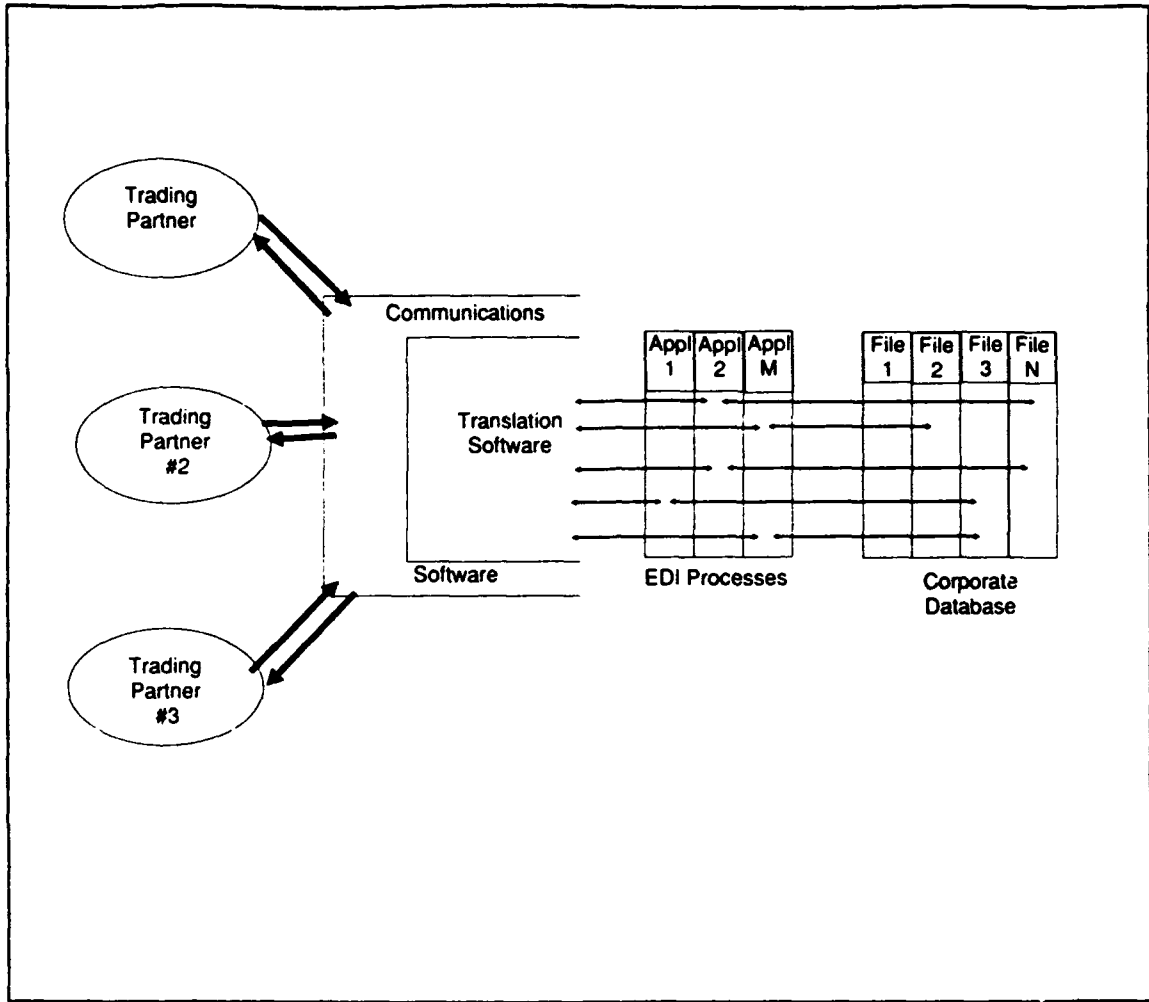 Trading
Partner
Communications
Appl Appl Appl
1 2 M
File File File File
1 2 3 N
Trading
Partner
#2
Translation
Software
Software
EDI Processes
Corporate
Database
Trading
Partner
#3